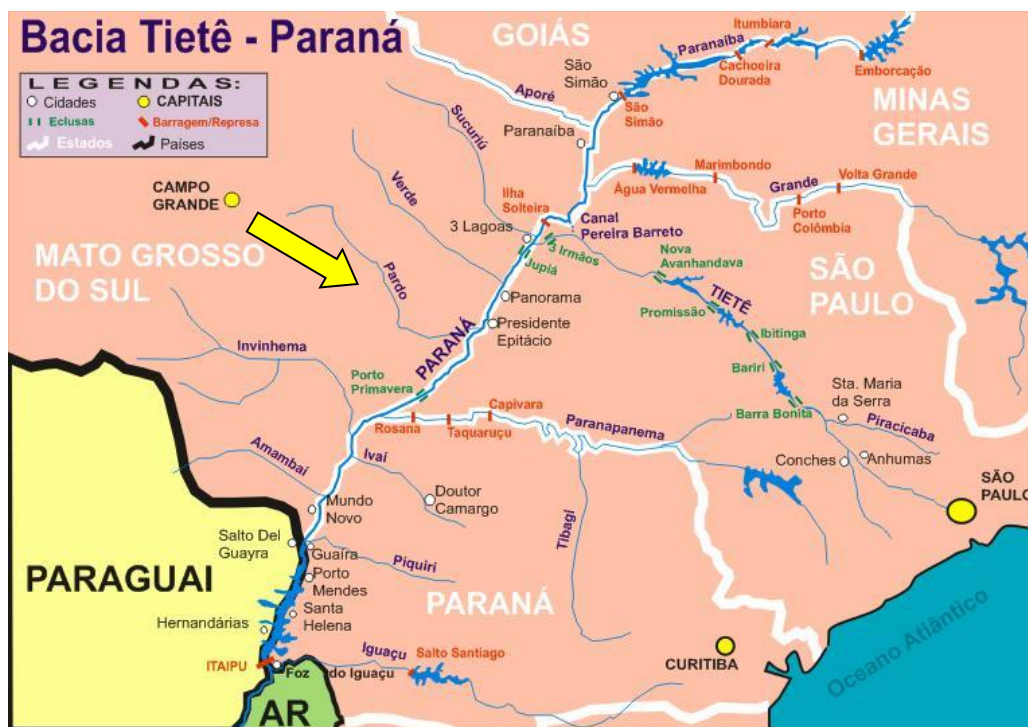 Bacia Tietê - Paraná
LEGENDAS:
Cidades
CAPITAIS
Eclusas
Barragem/Represa
Estados
Países
GOIÁS
Itumbiara
Paranaíba
São
Simão
Cachoeira
Dourada
Emborcação
Aporé
São
Simão
MINAS
GERAIS
Sucuriú
Paranaíba
CAMPO
GRANDE
Verde
Ilha
Solteira
Água Vermelha
Marimbondo
Grande
Volta Grande
Porto
Colômbia
3 Lagoas
Canal
Pereira Barreto
3 Irmãos
Jupiá
MATO GROSSO
DO SUL
Pardo
Nova
Avanhandava
SÃO
PAULO
Panorama
TIETÊ
Promissão
Presidente
Epitácio
PARANÁ
Ibitinga
Invinhema
Bariri
Porto
Primavera
Sta. Maria
da Serra
Barra Bonita
Capivara
Piracicaba
Rosana
Taquaruçu
Paranapanema
Conches
Anhumas
Amambai
Ivaí
SÃO
PAULO
Doutor
Camargo
Mundo
Novo
Tibagi
Salto Del
Guayra
Guaíra
Piquiri
PARAGUAI
Porto
Mendes
PARANÁ
Santa
Helena
Hernandárias
Oceano Atlântico
Iguaçu
Salto Santiago
CURITIBA
ITAIPU
Foz do Iguaçu
AR